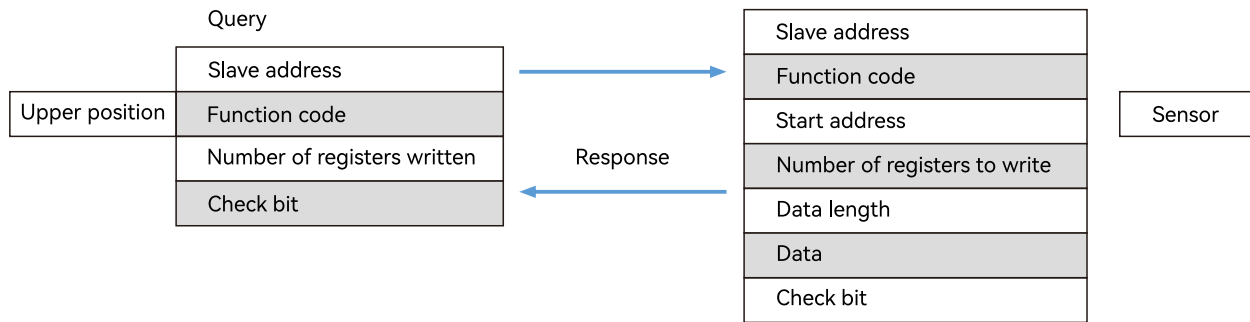 Query
Slave address
Function code
Number of registers written
Check bit
Upper position
Response
Slave address
Function code
Start address
Number of registers to write
Data length
Data
Check bit
Sensor